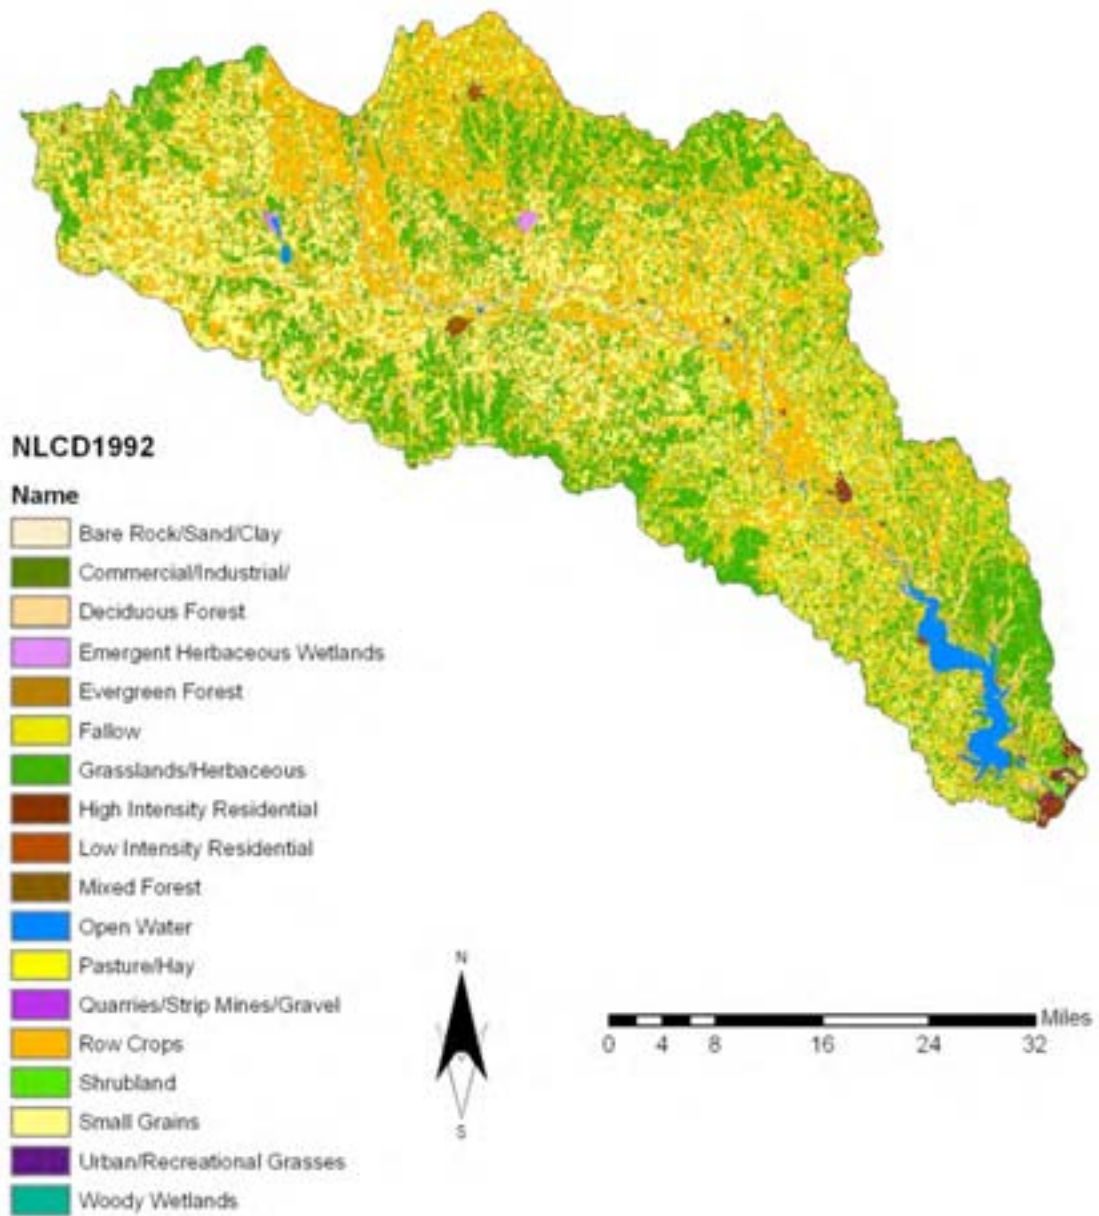 NLCD1992
Name
Bare Rock/Sand/Clay
Commercial/Industrial/
Deciduous Forest
Emergent Herbaceous Wetlands
Evergreen Forest
Fallow
Grasslands/Herbaceous
High Intensity Residential
Low Intensity Residential
Mixed Forest
Open Water
Pasture/Hay
Quarries/Strip Mines/Gravel
Row Crops
Shrubland
Small Grains
Urban/Recreational Grasses
Woody Wetlands
N
S
Miles
0 4 8 16 24 32